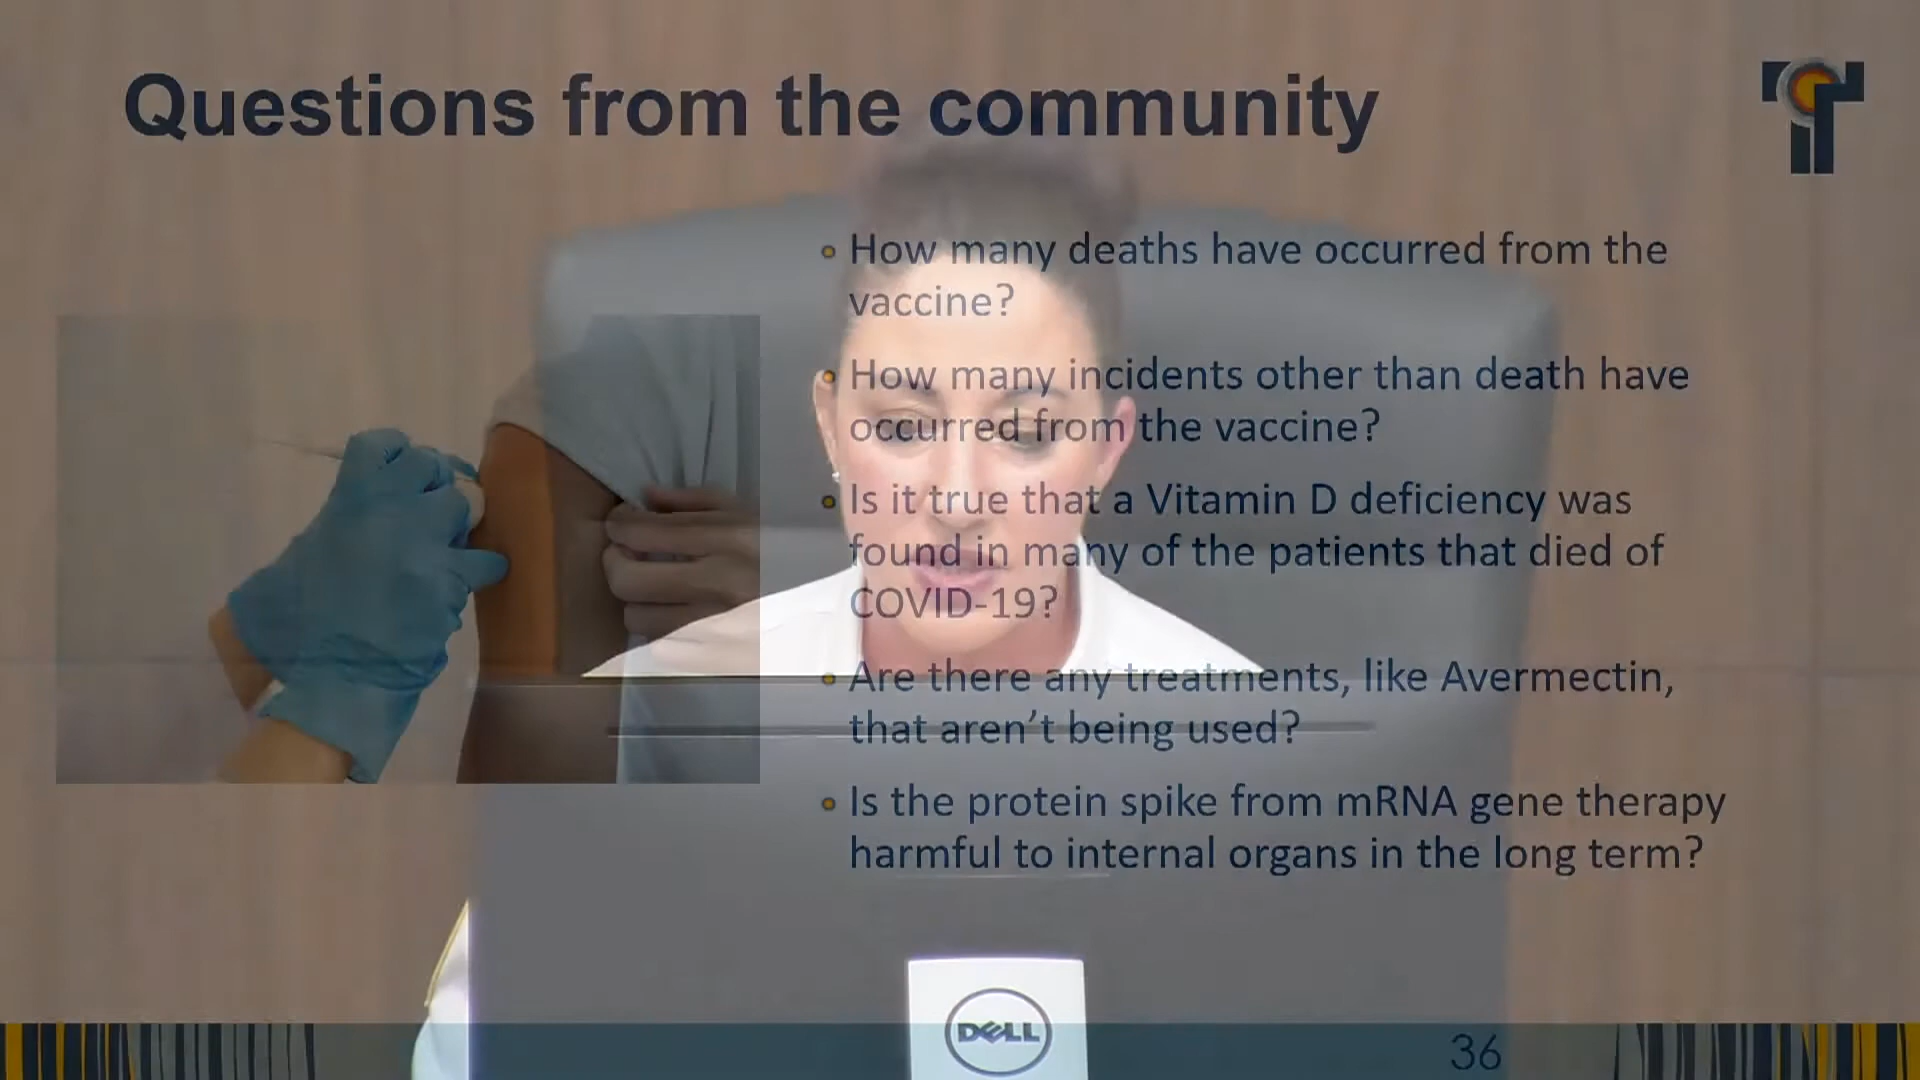 Questions from the community
• How many deaths have occurred from the
vaccine?
• How many incidents other than death have
occurred from the vaccine?
• Is it true that a Vitamin D deficiency was
found in many of the patients that died of
COVID-19?
• Are there any treatments, like Avermectin,
that aren't being used?
• Is the protein spike from mRNA gene therapy
harmful to internal organs in the long term?
DELL
36